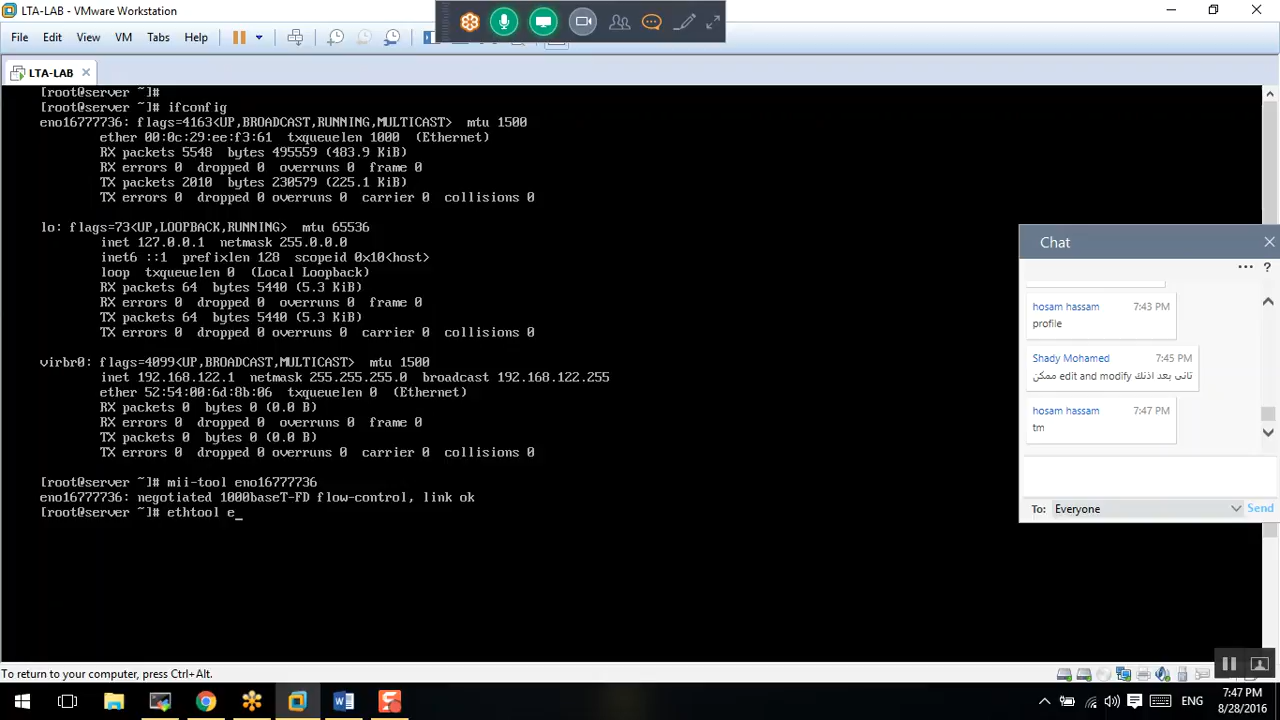 LTA-LAB - VMware Workstation
File Edit View VM Tabs Help
LTA-LAB
[root@server ~]#
[root@server ~]# ifconfig
eno16777736: flags=4163<UP,BROADCAST,RUNNING,MULTICAST> mtu 1500
ether 00:0c:29:ee:f3:61 txqueuelen 1000 (Ethernet)
RX packets 5548 bytes 495559 (483.9 KiB)
RX errors 0 dropped 0 overruns 0 frame 0
TX packets 2010 bytes 230579 (225.1 KiB)
TX errors 0 dropped 0 overruns 0 carrier 0 collisions 0
lo: flags=73<UP,LOOPBACK,RUNNING> mtu 65536
inet 127.0.0.1 netmask 255.0.0.0
inet6 ::1 prefixlen 128 scopeid 0x10<host>
loop txqueuelen 0 (Local Loopback)
RX packets 64 bytes 5440 (5.3 KiB)
RX errors 0 dropped 0 overruns 0 frame 0
TX packets 64 bytes 5440 (5.3 KiB)
TX errors 0 dropped 0 overruns 0 carrier 0 collisions 0
virbr0: flags=4099<UP,BROADCAST,MULTICAST> mtu 1500
inet 192.168.122.1 netmask 255.255.255.0 broadcast 192.168.122.255
ether 52:54:00:6d:8b:06 txqueuelen 0 (Ethernet)
RX packets 0 bytes 0 (0.0 B)
RX errors 0 dropped 0 overruns 0 frame 0
TX packets 0 bytes 0 (0.0 B)
TX errors 0 dropped 0 overruns 0 carrier 0 collisions 0
[root@server ~]# mii-tool eno16777736
eno16777736: negotiated 1000baseT-FD flow-control, link ok
[root@server ~]# ethtool e_
Chat
hosam hassam 7:43 PM
profile
Shady Mohamed 7:45 PM
ممكن edit and modify تانى بعد اذنك
hosam hassam 7:47 PM
tm
To: Everyone Send
To return to your computer, press Ctrl+Alt.
ENG
7:47 PM
8/28/2016